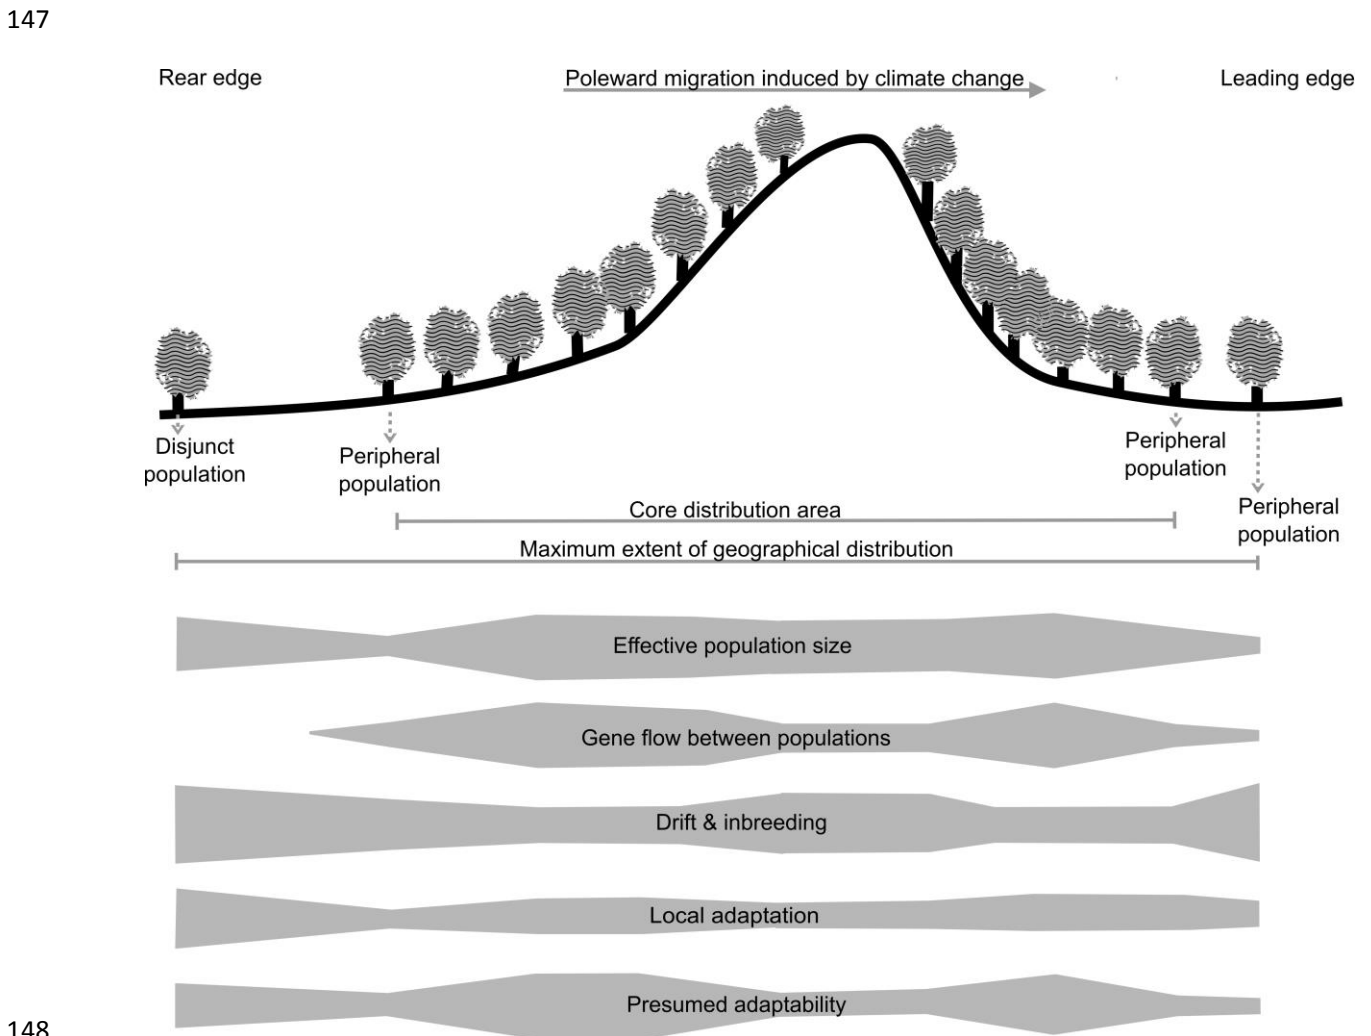 147
Rear edge
Poleward migration induced by climate change
Leading edge
Disjunct
population
Peripheral
population
Peripheral
population
Peripheral
population
Core distribution area
Maximum extent of geographical distribution
Effective population size
Gene flow between populations
Drift & inbreeding
Local adaptation
Presumed adaptability
148